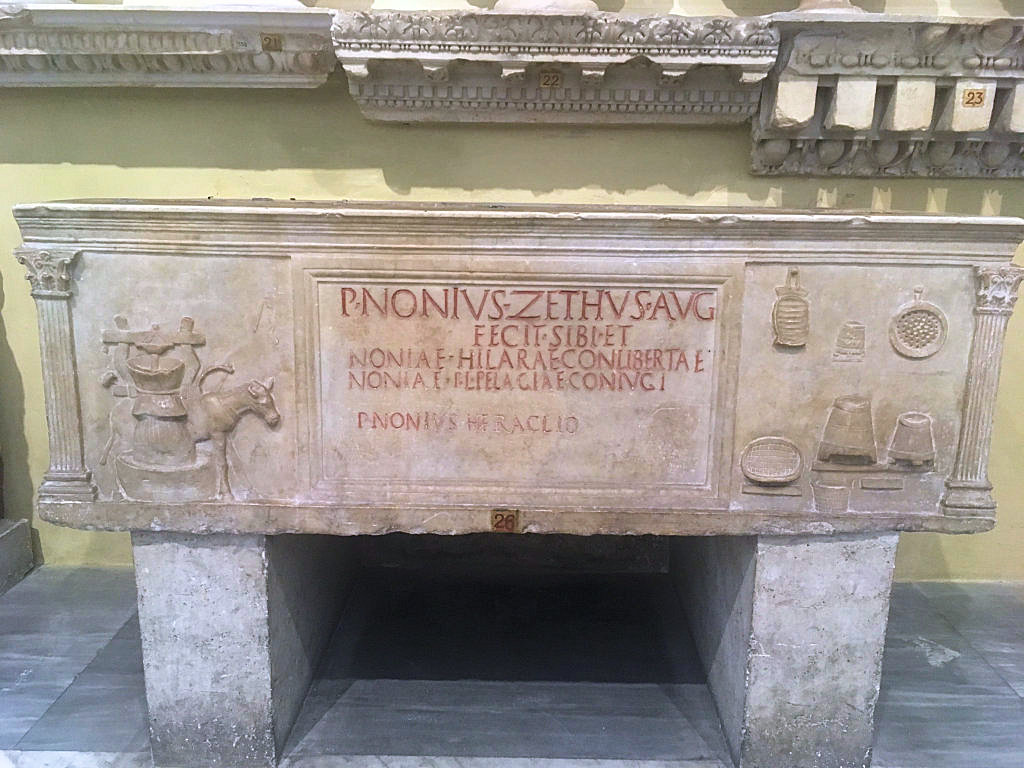 21
22
23
P·NONIVS·ZETHVS·AVG
FECIT·SIBI·ET
NONIAE·HILARAE·CONLIBERTAE
NONIAE·P·L·PELAGIAE·CONIVGI
P·NONIVS HERACLIO
26